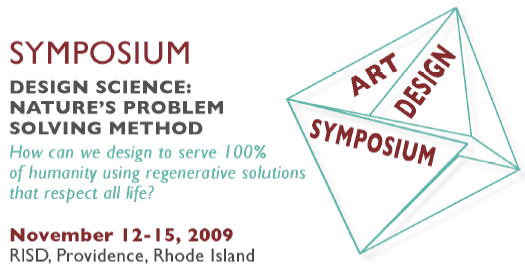 SYMPOSIUM
DESIGN SCIENCE:
NATURE'S PROBLEM
SOLVING METHOD
How can we design to serve 100%
of humanity using regenerative solutions
that respect all life?
November 12-15, 2009
RISD, Providence, Rhode Island
ART
DESIGN
SYMPOSIUM